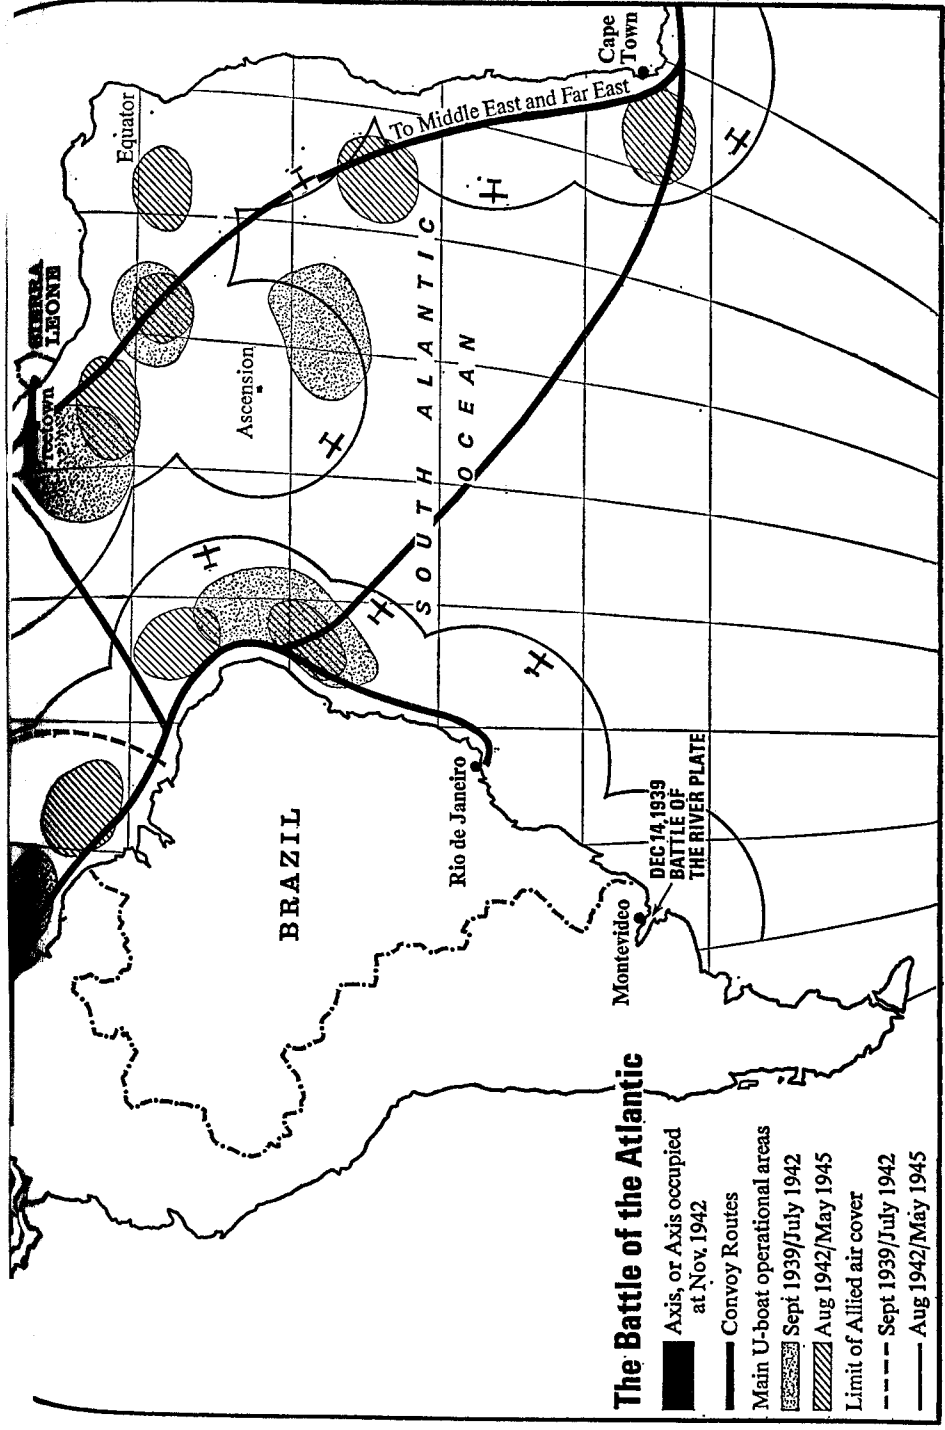 The Battle of the Atlantic
Axis, or Axis occupied
at Nov. 1942
Convoy Routes
Main U-boat operational areas
Sept 1939/July 1942
Aug 1942/May 1945
Limit of Allied air cover
Sept 1939/July 1942
Aug 1942/May 1945
BRAZIL
Rio de Janeiro
Montevideo
DEC 14, 1939
BATTLE OF
THE RIVER PLATE
SOUTH ATLANTIC
OCEAN
Ascension
Freetown
SIERRA
LEONE
Equator
To Middle East and Far East
Cape
Town